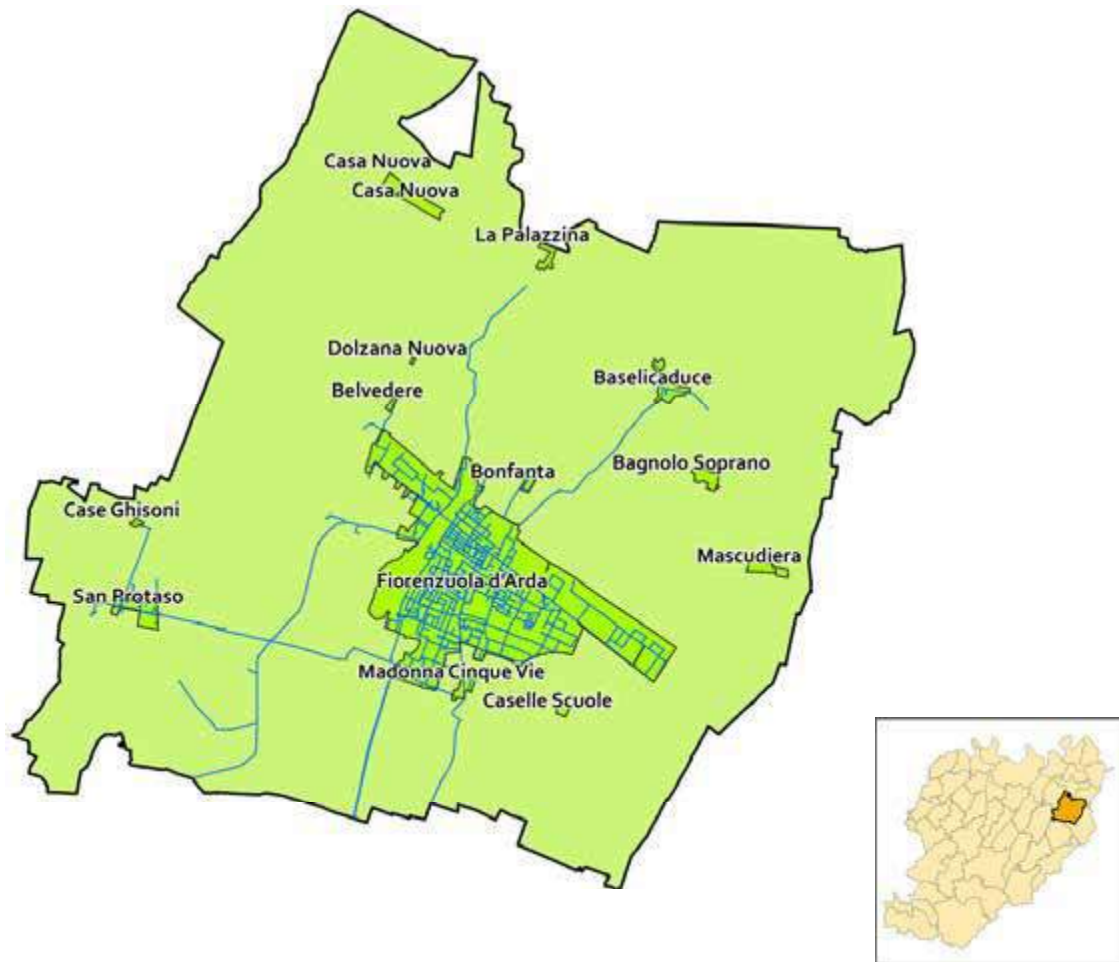 Casa Nuova
Casa Nuova
La Palazzina
Dolzana Nuova
Baselicaduce
Belvedere
Bagnolo Soprano
Bonfanta
Case Ghisoni
Mascudiera
Fiorenzuola d'Arda
San Protaso
Madonna Cinque Vie
Caselle Scuole